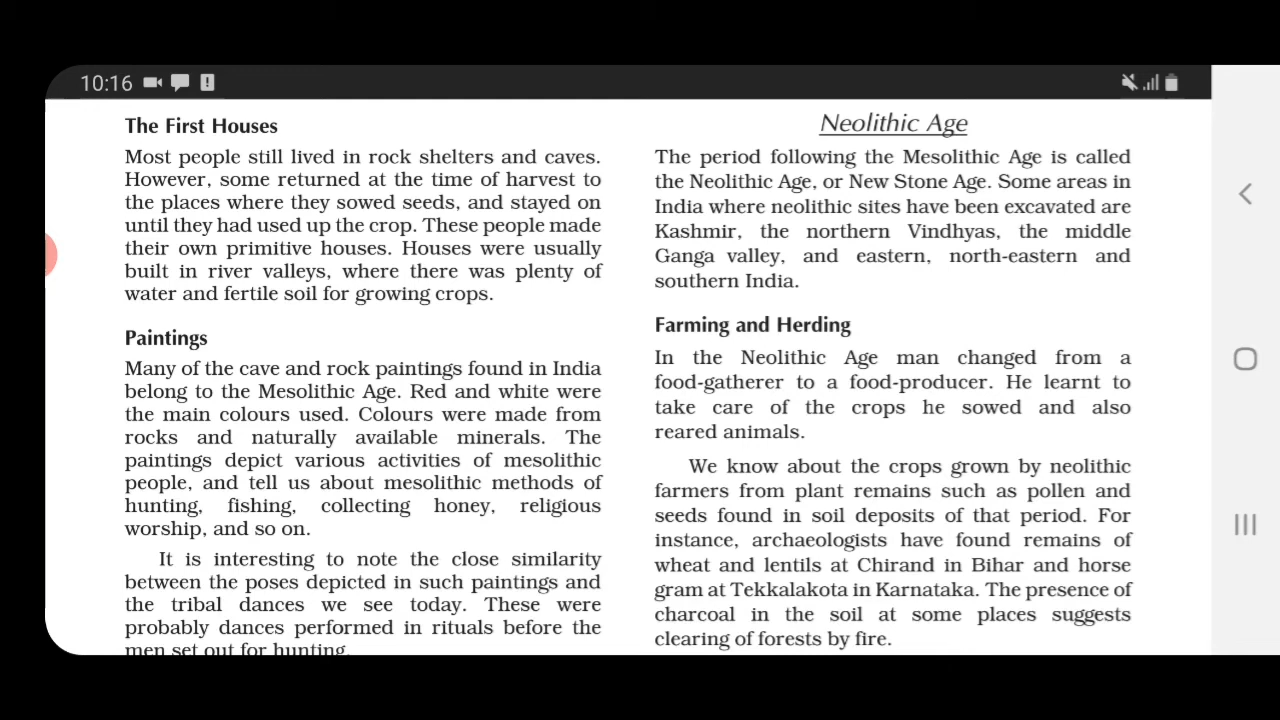 10:16
The First Houses
Most people still lived in rock shelters and caves.
However, some returned at the time of harvest to
the places where they sowed seeds, and stayed on
until they had used up the crop. These people made
their own primitive houses. Houses were usually
built in river valleys, where there was plenty of
water and fertile soil for growing crops.
Paintings
Many of the cave and rock paintings found in India
belong to the Mesolithic Age. Red and white were
the main colours used. Colours were made from
rocks and naturally available minerals. The
paintings depict various activities of mesolithic
people, and tell us about mesolithic methods of
hunting, fishing, collecting honey, religious
worship, and so on.
It is interesting to note the close similarity
between the poses depicted in such paintings and
the tribal dances we see today. These were
probably dances performed in rituals before the
men set out for hunting.
Neolithic Age
The period following the Mesolithic Age is called
the Neolithic Age, or New Stone Age. Some areas in
India where neolithic sites have been excavated are
Kashmir, the northern Vindhyas, the middle
Ganga valley, and eastern, north-eastern and
southern India.
Farming and Herding
In the Neolithic Age man changed from a
food-gatherer to a food-producer. He learnt to
take care of the crops he sowed and also
reared animals.
We know about the crops grown by neolithic
farmers from plant remains such as pollen and
seeds found in soil deposits of that period. For
instance, archaeologists have found remains of
wheat and lentils at Chirand in Bihar and horse
gram at Tekkalakota in Karnataka. The presence of
charcoal in the soil at some places suggests
clearing of forests by fire.